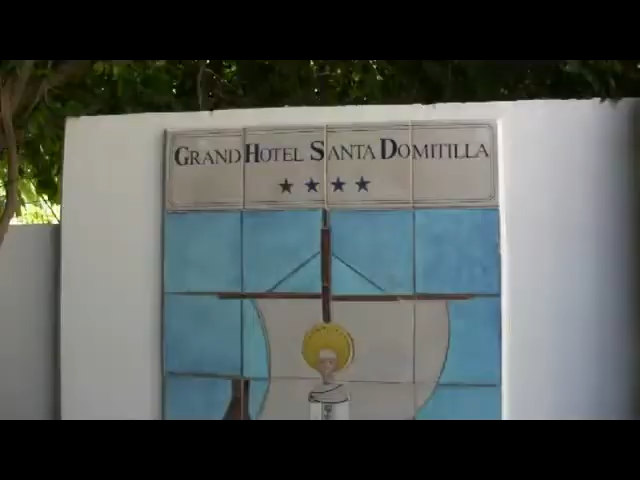 GRAND HOTEL SANTA DOMITILLA
★ ★ ★ ★